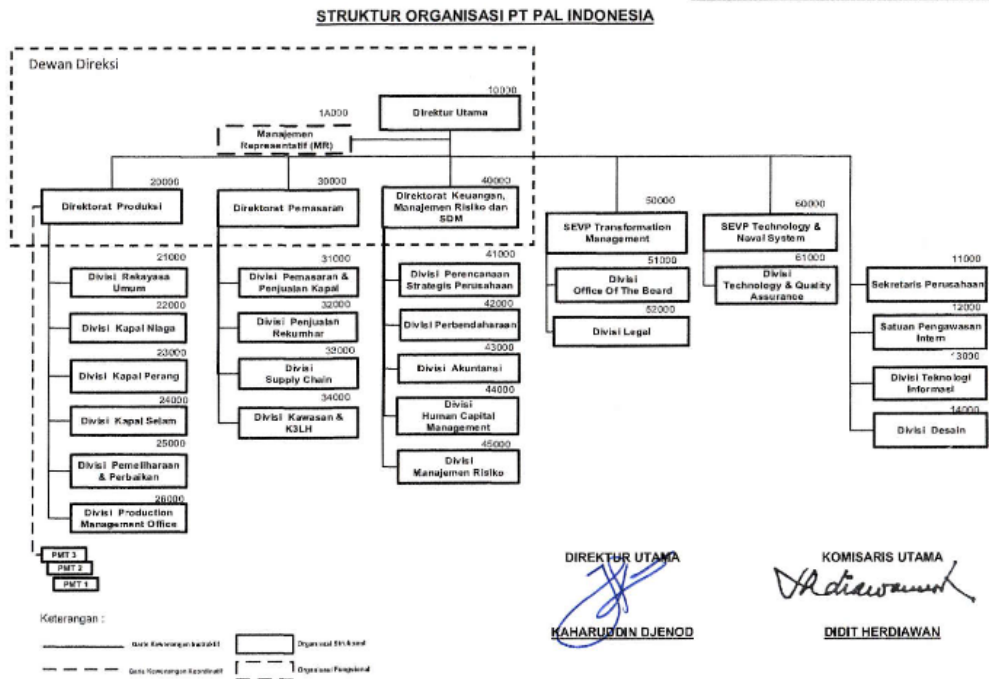 STRUKTUR ORGANISASI PT PAL INDONESIA
Dewan Direksi
10000
Direktur Utama
1A000
Manajemen
Representatif (MR)
20000
Direktorat Produksi
30000
Direktorat Pemasaran
40000
Direktorat Keuangan,
Manajemen Risiko dan
SDM
50000
SEVP Transformation
Management
60000
SEVP Technology &
Naval System
21000
Divisi Rekayasa
Umum
22000
Divisi Kapal Niaga
23000
Divisi Kapal Perang
24000
Divisi Kapal Selam
25000
Divisi Pemeliharaan
& Perbaikan
26000
Divisi Production
Management Office
PMT 3
PMT 2
PMT 1
31000
Divisi Pemasaran &
Penjualan Kapal
32000
Divisi Penjualan
Rekumhar
33000
Divisi
Supply Chain
34000
Divisi Kawasan &
K3LH
41000
Divisi Perencanaan
Strategis Perusahaan
42000
Divisi Perbendaharaan
43000
Divisi Akuntansi
44000
Divisi
Human Capital
Management
45000
Divisi
Manajemen Risiko
51000
Divisi
Office Of The Board
52000
Divisi Legal
61000
Divisi
Technology & Quality
Assurance
11000
Sekretaris Perusahaan
12000
Satuan Pengawasan
Intern
13000
Divisi Teknologi
Informasi
14000
Divisi Desain
DIREKTUR UTAMA
KAHARUDDIN DJENOD
KOMISARIS UTAMA
DIDIT HERDIAWAN
Keterangan :
Garis Kewenangan
Organisasi Struktural
Garis Kewenangan Koordinatif
Organisasi Fungsional